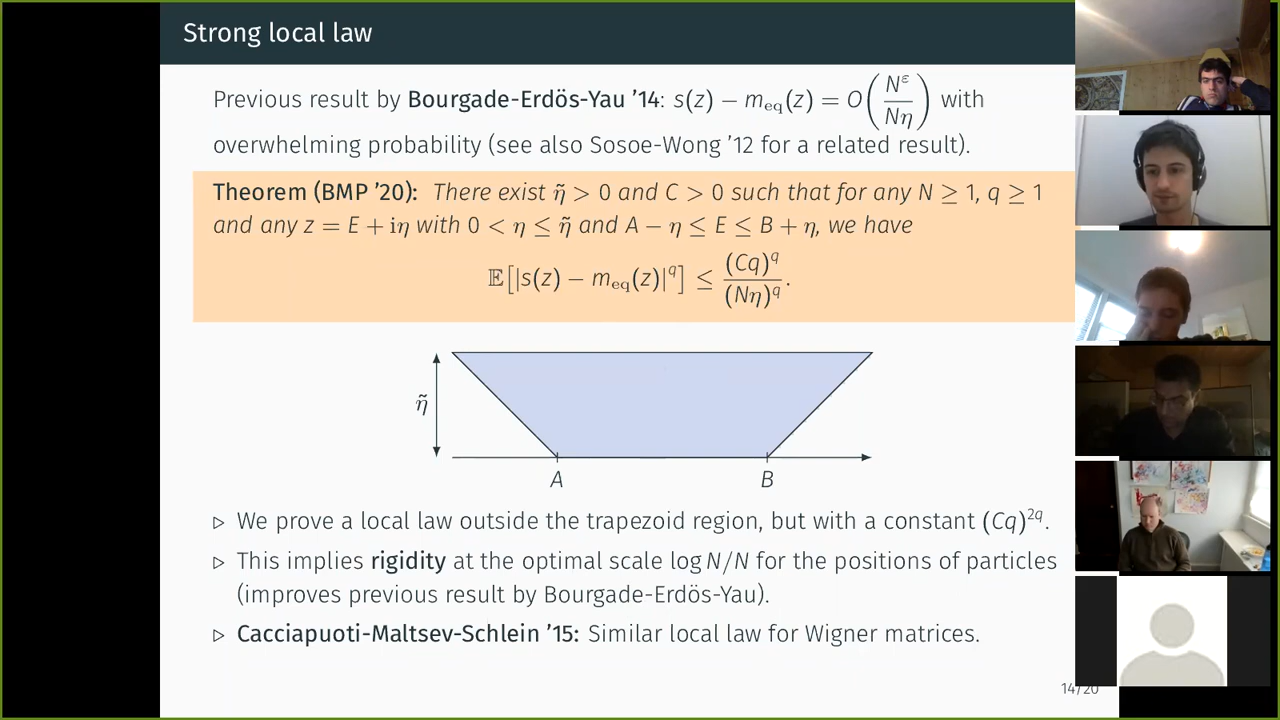 Strong local law
Previous result by Bourgade-Erdös-Yau '14: s(z) − m_eq(z) = O(N^ε / Nη) with
overwhelming probability (see also Sosoe-Wong '12 for a related result).
Theorem (BMP '20): There exist η̃ > 0 and C > 0 such that for any N ≥ 1, q ≥ 1
and any z = E + iη with 0 < η ≤ η̃ and A − η ≤ E ≤ B + η, we have
𝔼[|s(z) − m_eq(z)|^q] ≤ (Cq)^q / (Nη)^q.
η̃
A B
▷ We prove a local law outside the trapezoid region, but with a constant (Cq)^{2q}.
▷ This implies rigidity at the optimal scale log N/N for the positions of particles
(improves previous result by Bourgade-Erdös-Yau).
▷ Cacciapuoti-Maltsev-Schlein '15: Similar local law for Wigner matrices.
14/20